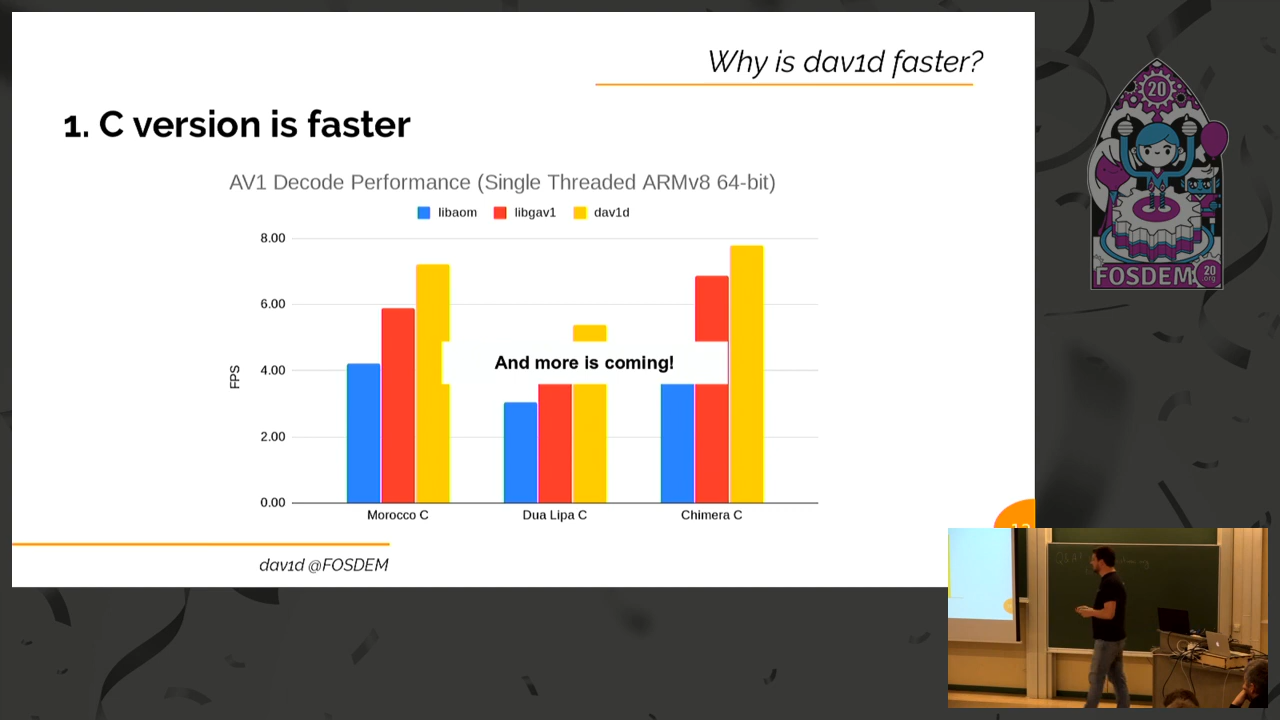 Why is dav1d faster?
1. C version is faster
AV1 Decode Performance (Single Threaded ARMv8 64-bit)
libaom libgav1 dav1d
8.00
6.00
4.00
2.00
0.00
FPS
And more is coming!
Morocco C Dua Lipa C Chimera C
dav1d @FOSDEM
20
FOSDEM
20
.org